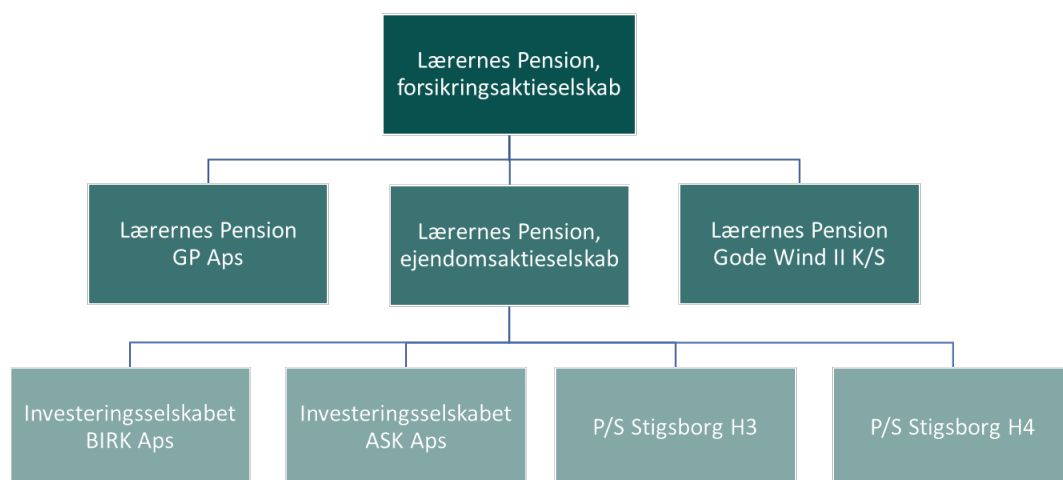 Lærernes Pension,
forsikringsaktieselskab
Lærernes Pension
GP Aps
Lærernes Pension,
ejendomsaktieselskab
Lærernes Pension
Gode Wind II K/S
Investeringsselskabet
BIRK Aps
Investeringsselskabet
ASK Aps
P/S Stigsborg H3
P/S Stigsborg H4